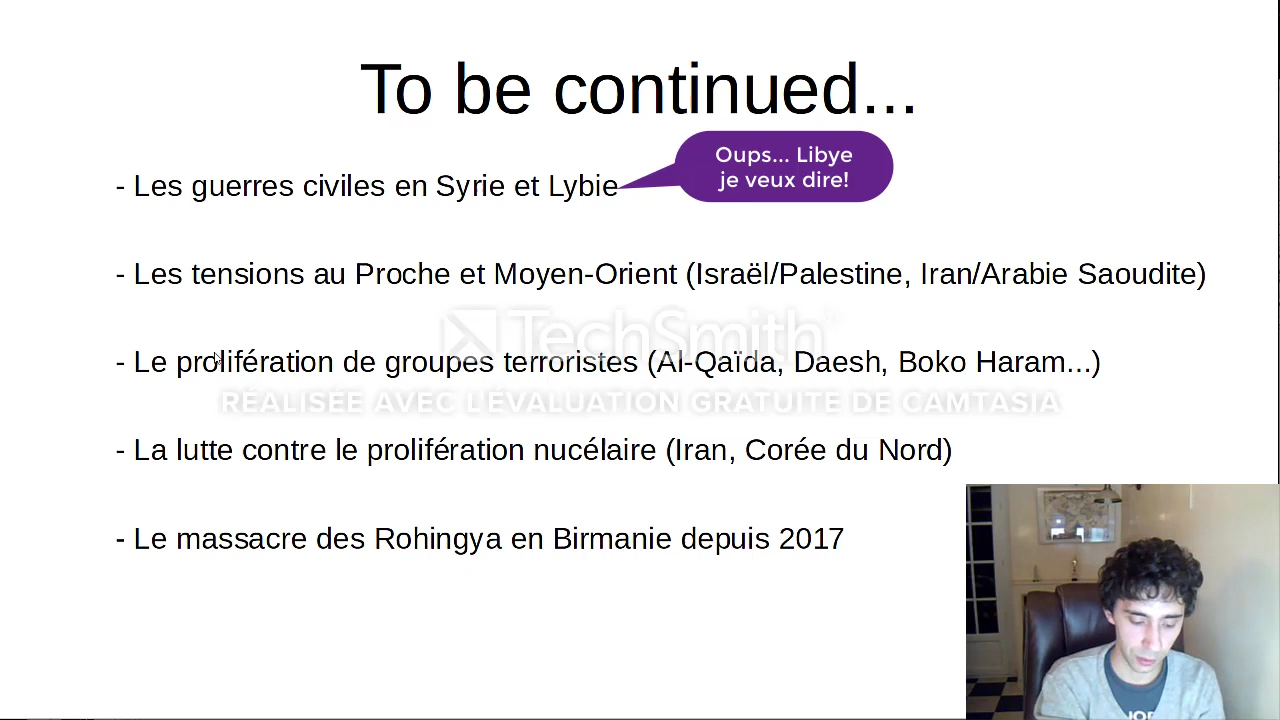 To be continued...
Oups... Libye
je veux dire!
- Les guerres civiles en Syrie et Lybie
- Les tensions au Proche et Moyen-Orient (Israël/Palestine, Iran/Arabie Saoudite)
TechSmith
- Le prolifération de groupes terroristes (Al-Qaïda, Daesh, Boko Haram...)
RÉALISÉE AVEC L'ÉVALUATION GRATUITE DE CAMTASIA
- La lutte contre le prolifération nucélaire (Iran, Corée du Nord)
- Le massacre des Rohingya en Birmanie depuis 2017